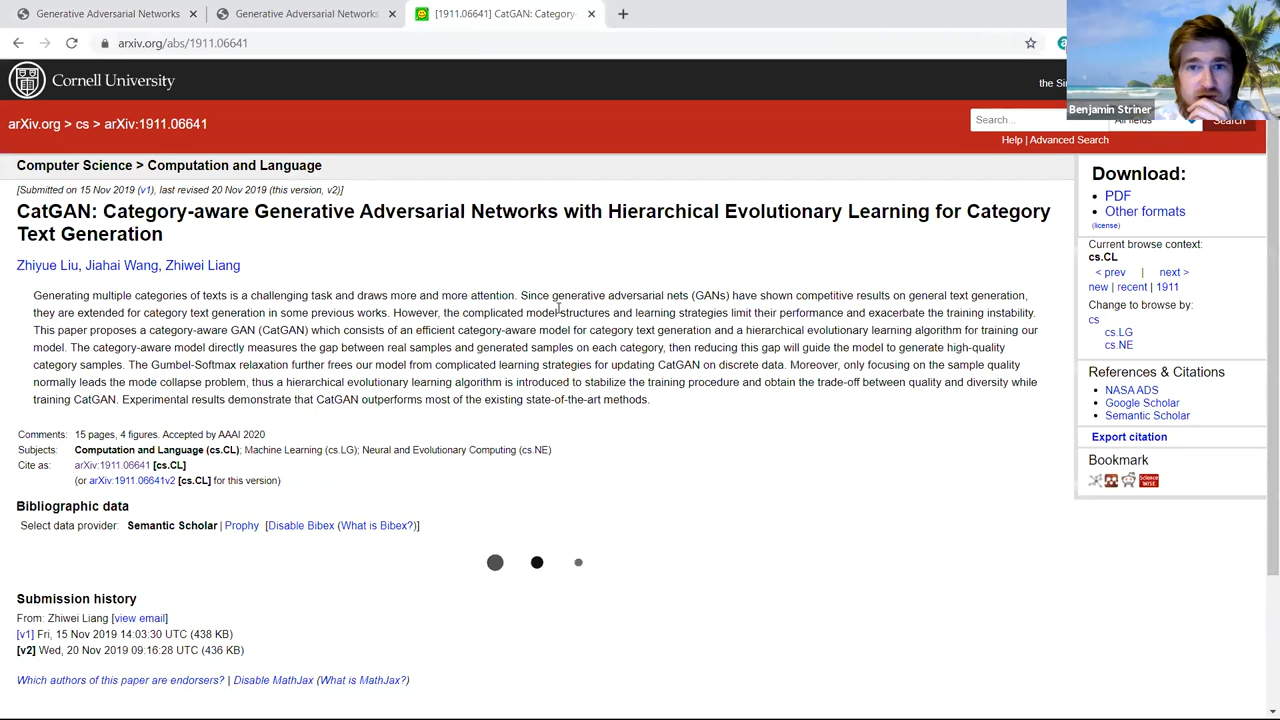 Generative Adversarial Networks
Generative Adversarial Networks
[1911.06641] CatGAN: Category-
arxiv.org/abs/1911.06641
Cornell University
the Si
Benjamin Striner
arXiv.org > cs > arXiv:1911.06641
Search...
All fields
Search
Help | Advanced Search
Computer Science > Computation and Language
[Submitted on 15 Nov 2019 (v1), last revised 20 Nov 2019 (this version, v2)]
CatGAN: Category-aware Generative Adversarial Networks with Hierarchical Evolutionary Learning for Category
Text Generation
Zhiyue Liu, Jiahai Wang, Zhiwei Liang
Generating multiple categories of texts is a challenging task and draws more and more attention. Since generative adversarial nets (GANs) have shown competitive results on general text generation,
they are extended for category text generation in some previous works. However, the complicated model structures and learning strategies limit their performance and exacerbate the training instability.
This paper proposes a category-aware GAN (CatGAN) which consists of an efficient category-aware model for category text generation and a hierarchical evolutionary learning algorithm for training our
model. The category-aware model directly measures the gap between real samples and generated samples on each category, then reducing this gap will guide the model to generate high-quality
category samples. The Gumbel-Softmax relaxation further frees our model from complicated learning strategies for updating CatGAN on discrete data. Moreover, only focusing on the sample quality
normally leads the mode collapse problem, thus a hierarchical evolutionary learning algorithm is introduced to stabilize the training procedure and obtain the trade-off between quality and diversity while
training CatGAN. Experimental results demonstrate that CatGAN outperforms most of the existing state-of-the-art methods.
Comments: 15 pages, 4 figures. Accepted by AAAI 2020
Subjects: Computation and Language (cs.CL); Machine Learning (cs.LG); Neural and Evolutionary Computing (cs.NE)
Cite as: arXiv:1911.06641 [cs.CL]
(or arXiv:1911.06641v2 [cs.CL] for this version)
Bibliographic data
Select data provider: Semantic Scholar | Prophy [Disable Bibex (What is Bibex?)]
Submission history
From: Zhiwei Liang [view email]
[v1] Fri, 15 Nov 2019 14:03:30 UTC (438 KB)
[v2] Wed, 20 Nov 2019 09:16:28 UTC (436 KB)
Which authors of this paper are endorsers? | Disable MathJax (What is MathJax?)
Download:
PDF
Other formats
(license)
Current browse context:
cs.CL
< prev | next >
new | recent | 1911
Change to browse by:
cs
cs.LG
cs.NE
References & Citations
NASA ADS
Google Scholar
Semantic Scholar
Export citation
Bookmark